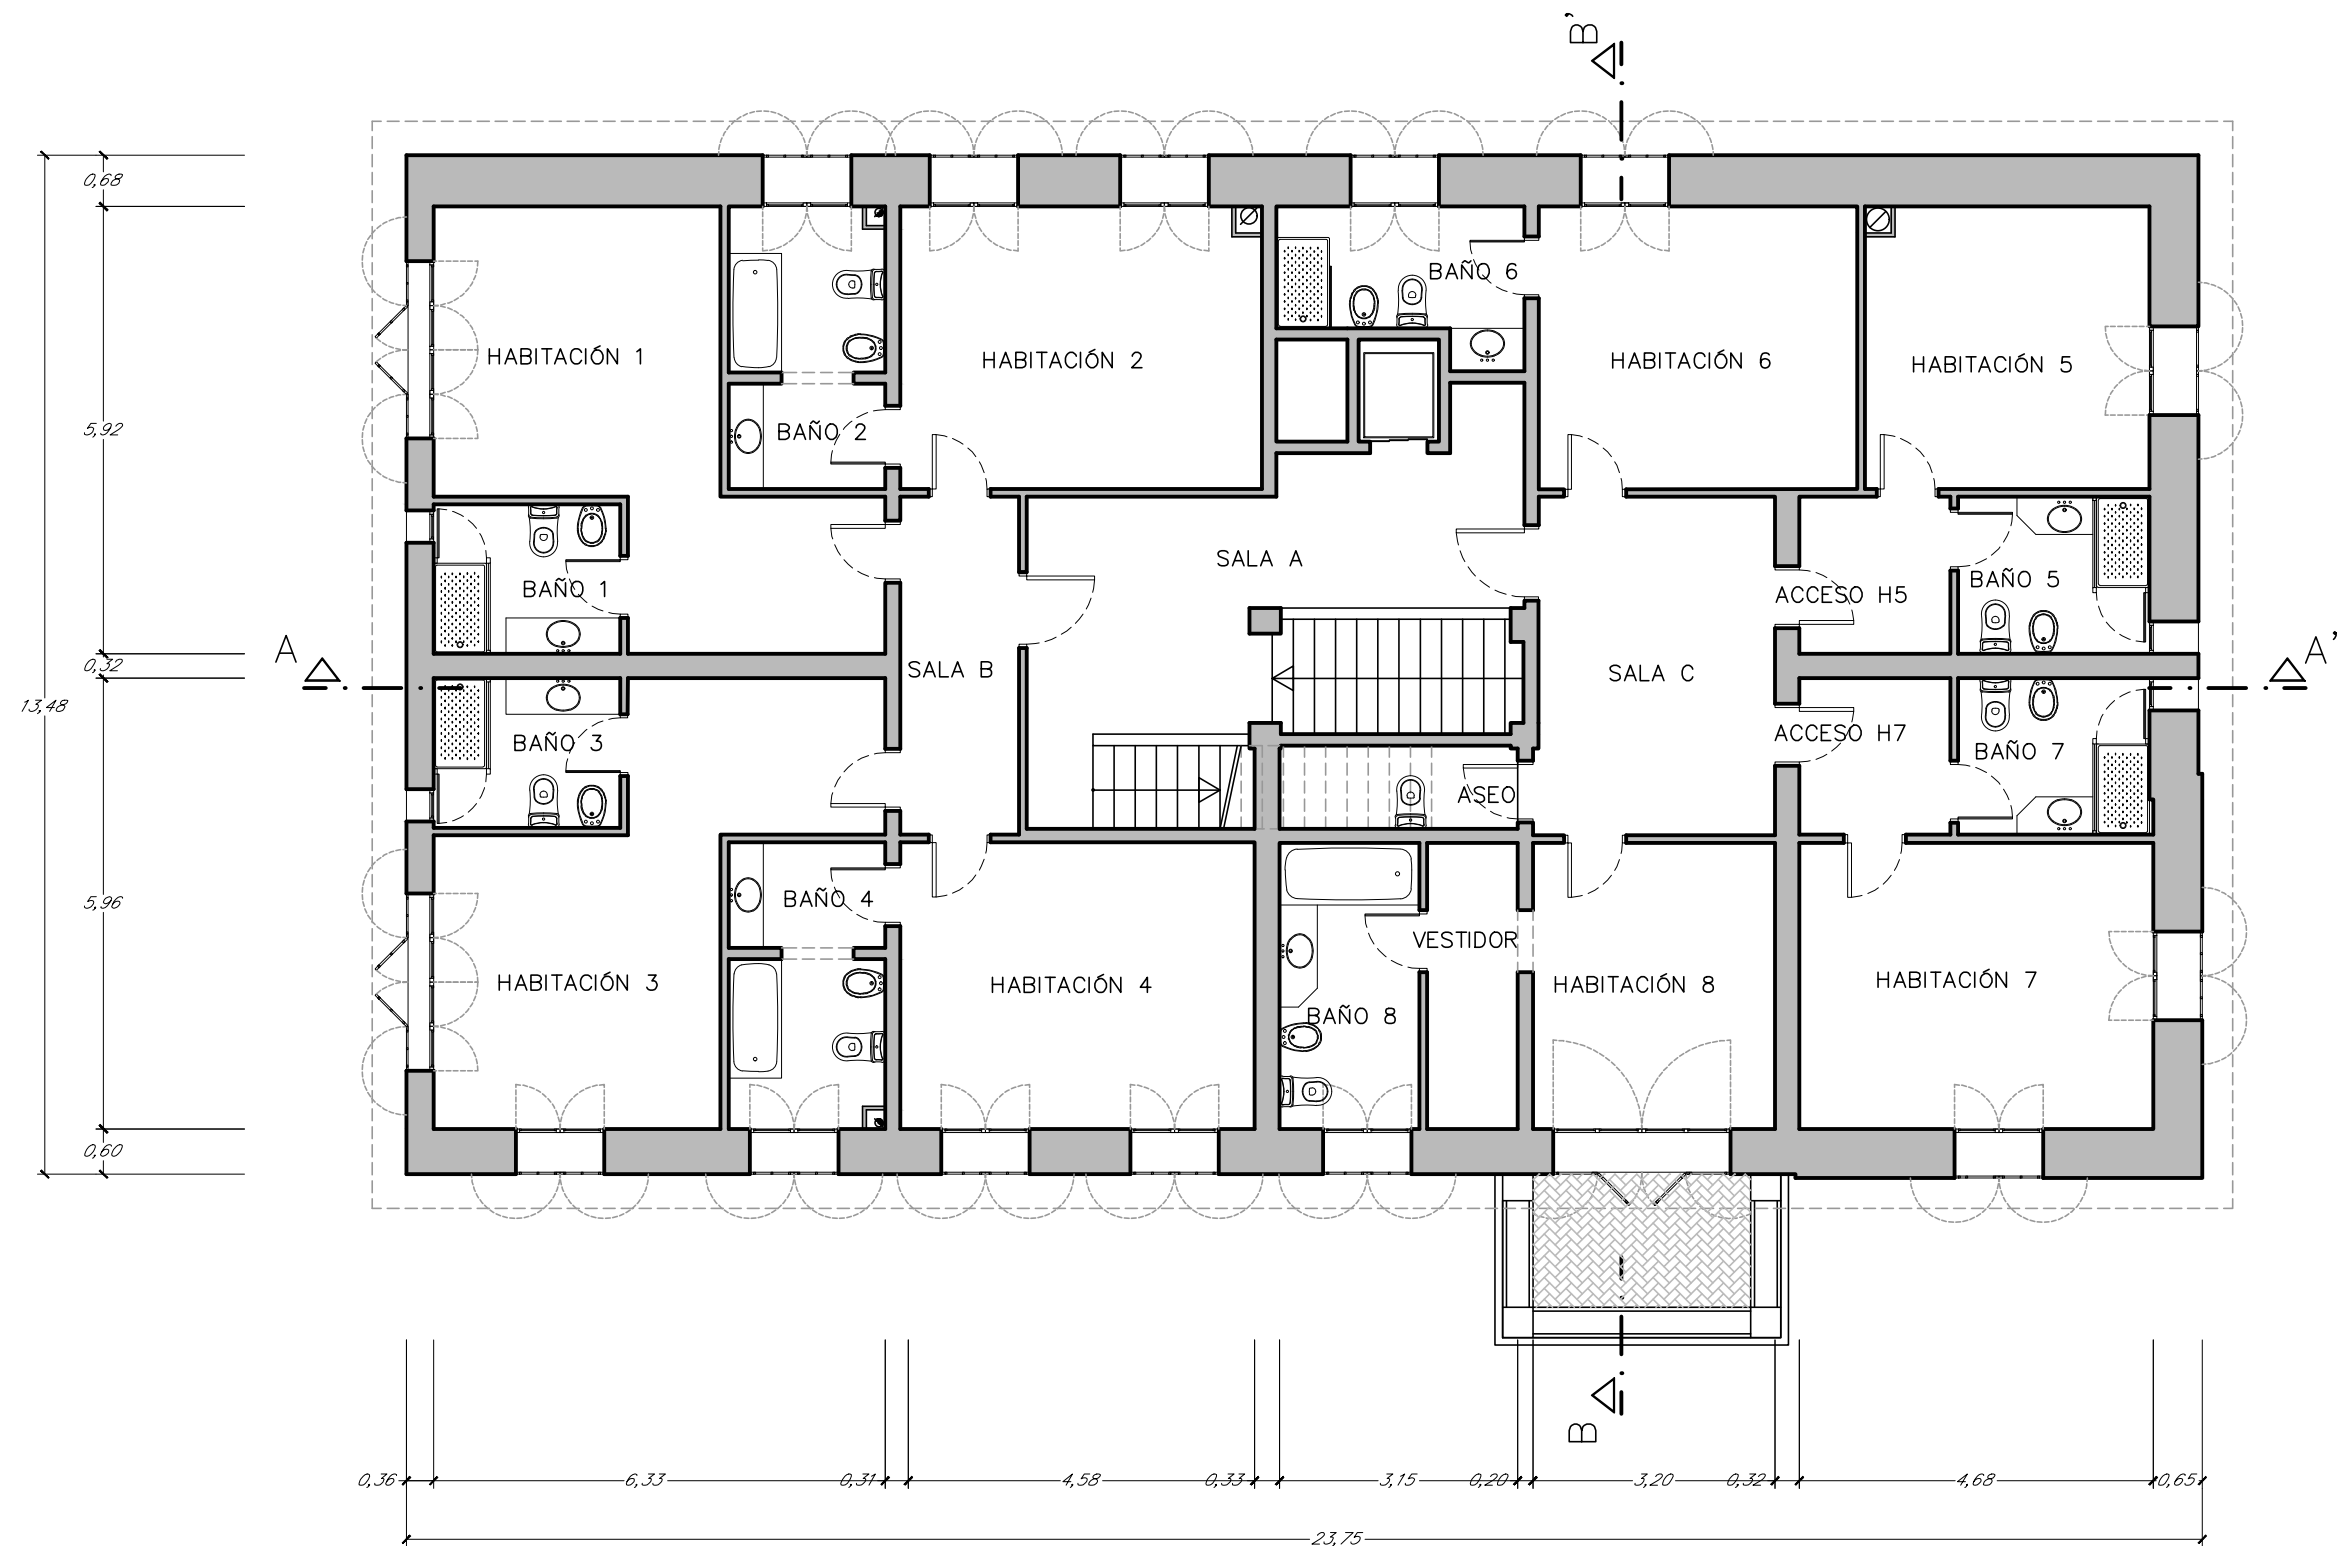 B'
0,68
BAÑO 6
HABITACIÓN 1
HABITACIÓN 2
HABITACIÓN 6
HABITACIÓN 5
5,92
BAÑO 2
SALA A
BAÑO 1
BAÑO 5
ACCESO H5
A
A'
0,32
SALA B
SALA C
13,48
BAÑO 3
ACCESO H7
BAÑO 7
ASEO
5,96
BAÑO 4
VESTIDOR
HABITACIÓN 3
HABITACIÓN 4
HABITACIÓN 8
HABITACIÓN 7
BAÑO 8
0,60
B
0,36
6,33
0,31
4,58
0,33
3,15
0,20
3,20
0,32
4,68
0,65
23,75